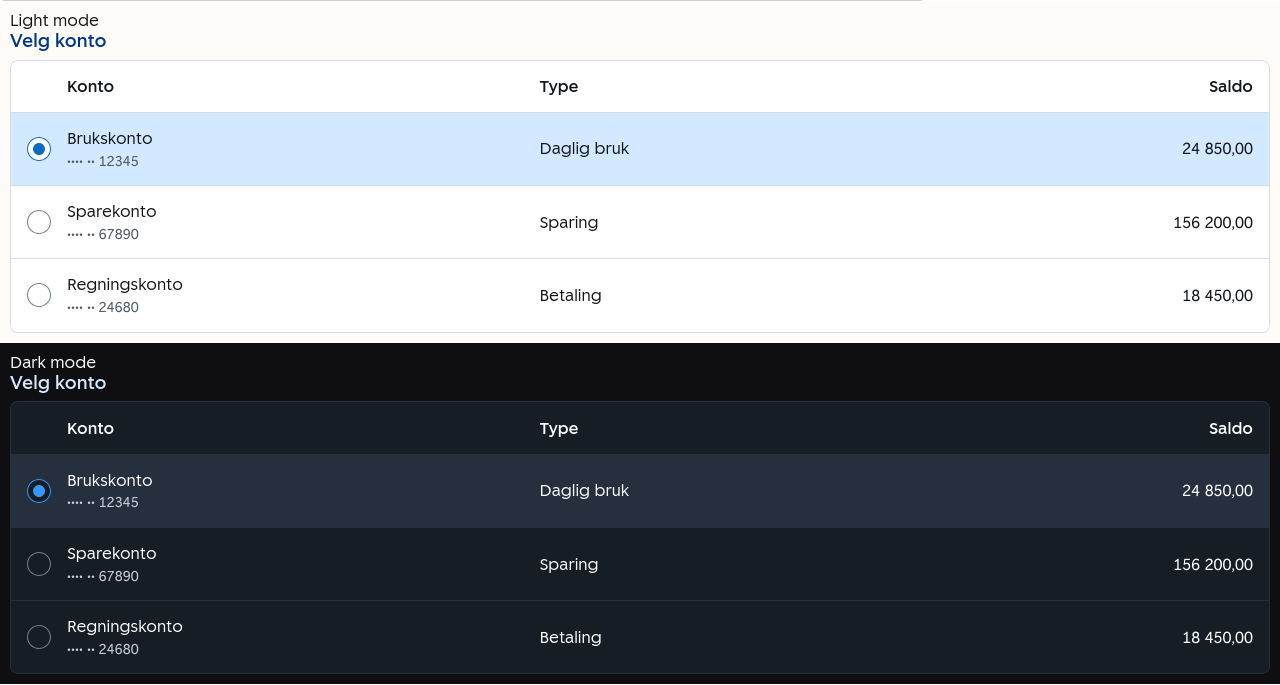 Light mode
Velg konto
Konto Type Saldo
Brukskonto
•••• •• 12345
Daglig bruk 24 850,00
Sparekonto
•••• •• 67890
Sparing 156 200,00
Regningskonto
•••• •• 24680
Betaling 18 450,00
Dark mode
Velg konto
Konto Type Saldo
Brukskonto
•••• •• 12345
Daglig bruk 24 850,00
Sparekonto
•••• •• 67890
Sparing 156 200,00
Regningskonto
•••• •• 24680
Betaling 18 450,00